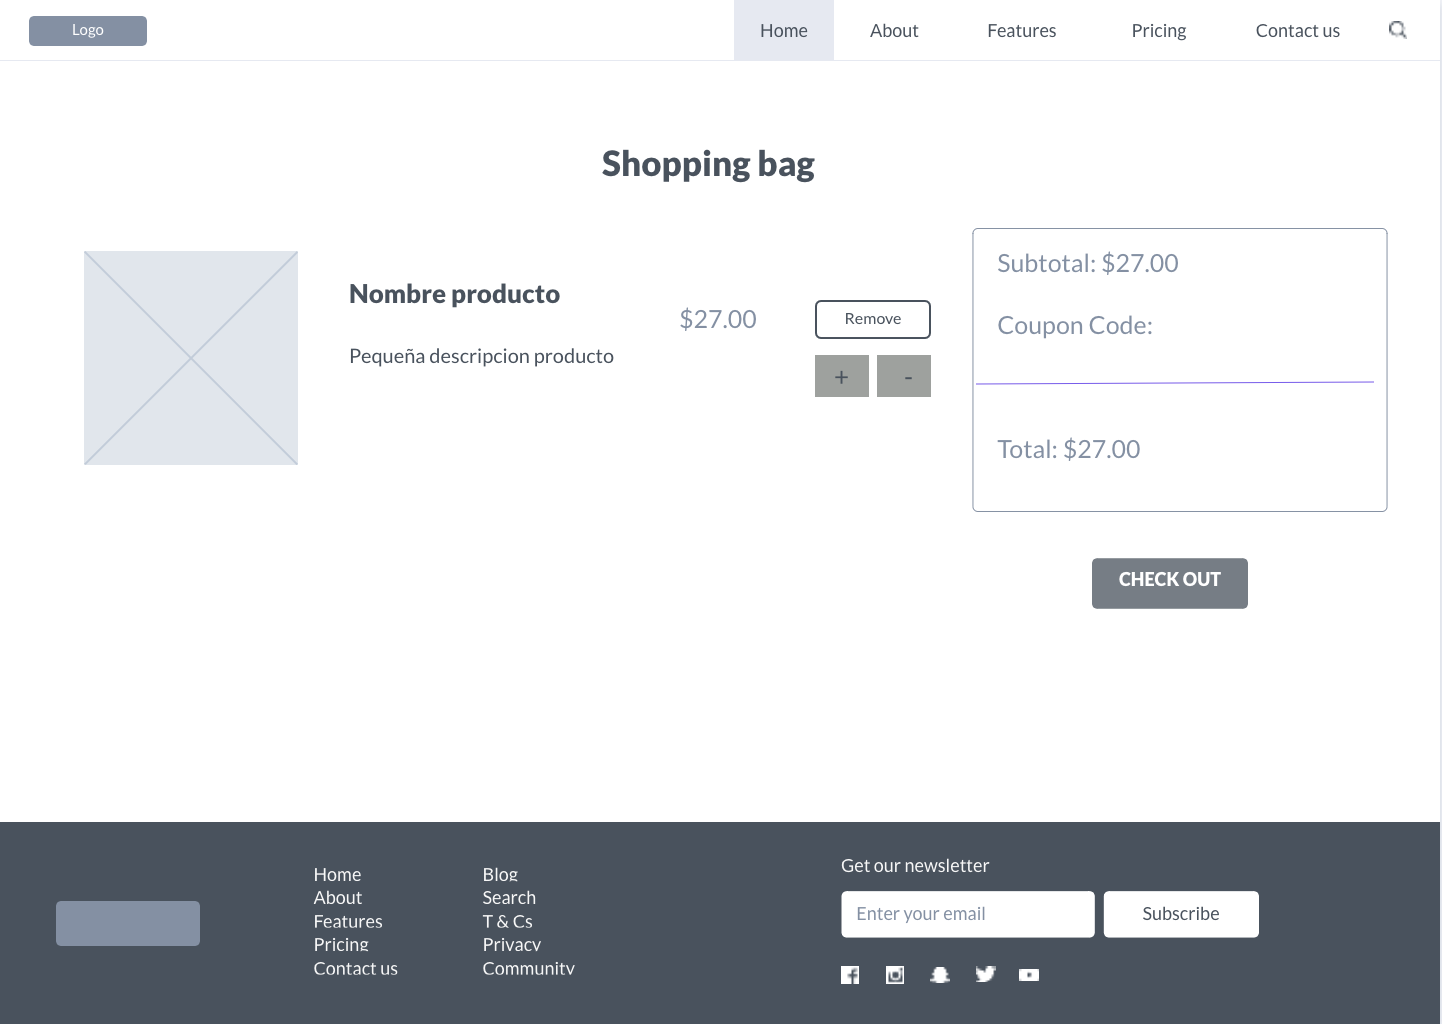 Logo
Home
About
Features
Pricing
Contact us
Shopping bag
Nombre producto
Pequeña descripcion producto
$27.00
Remove
+
-
Subtotal: $27.00
Coupon Code:
Total: $27.00
CHECK OUT
Home
About
Features
Pricing
Contact us
Blog
Search
T & Cs
Privacy
Community
Get our newsletter
Enter your email
Subscribe